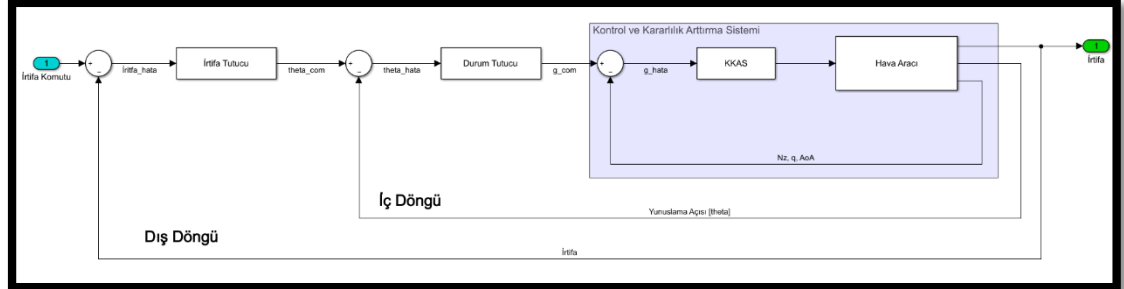 Kontrol ve Kararlılık Arttırma Sistemi
1
İrtifa Komutu
+
-
İritfa_hata
İrtifa Tutucu
theta_com
+
-
theta_hata
Durum Tutucu
g_com
+
-
g_hata
KKAS
Hava Aracı
1
İrtifa
Nz, q, AoA
İç Döngü
Yunuslama Açısı [theta]
Dış Döngü
İrtifa